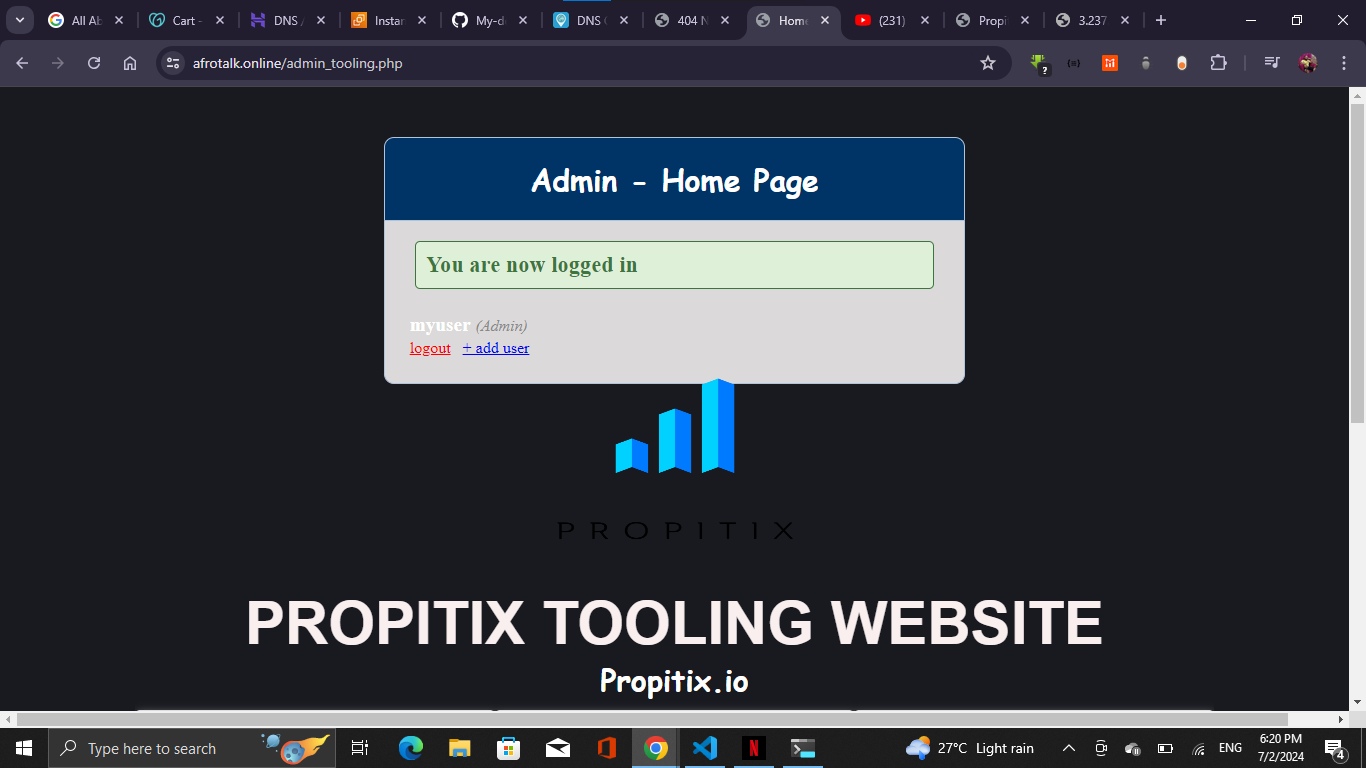 All Ab
Cart -
DNS
Instar
My-d
DNS C
404 N
Home
(231)
Propi
3.237
afrotalk.online/admin_tooling.php
Admin - Home Page
You are now logged in
myuser (Admin)
logout + add user
PROPITIX
PROPITIX TOOLING WEBSITE
Propitix.io
Type here to search
27°C Light rain
ENG
6:20 PM
7/2/2024
4